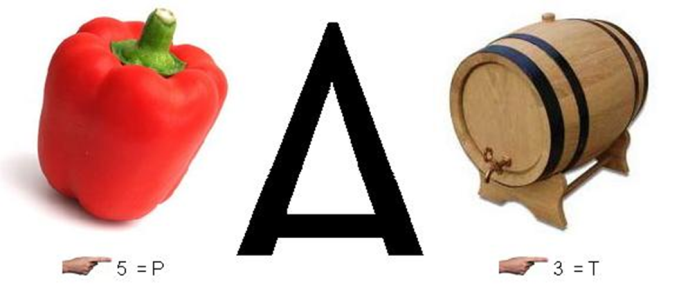 A
5 = P
3 = T